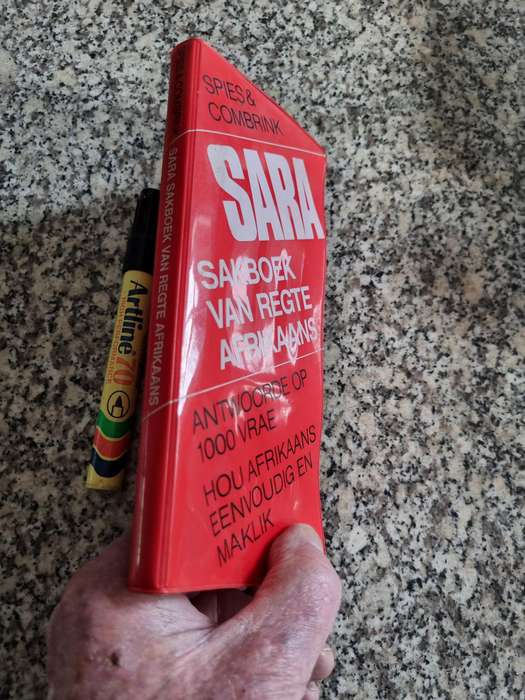 SPIES &
COMBRINK
SARA
SAKBOEK
VAN REGTE
AFRIKAANS
ANTWOORDE OP
1000 VRAE
HOU AFRIKAANS
EENVOUDIG EN
MAKLIK
SARA SAKBOEK VAN REGTE AFRIKAANS
Artline 70